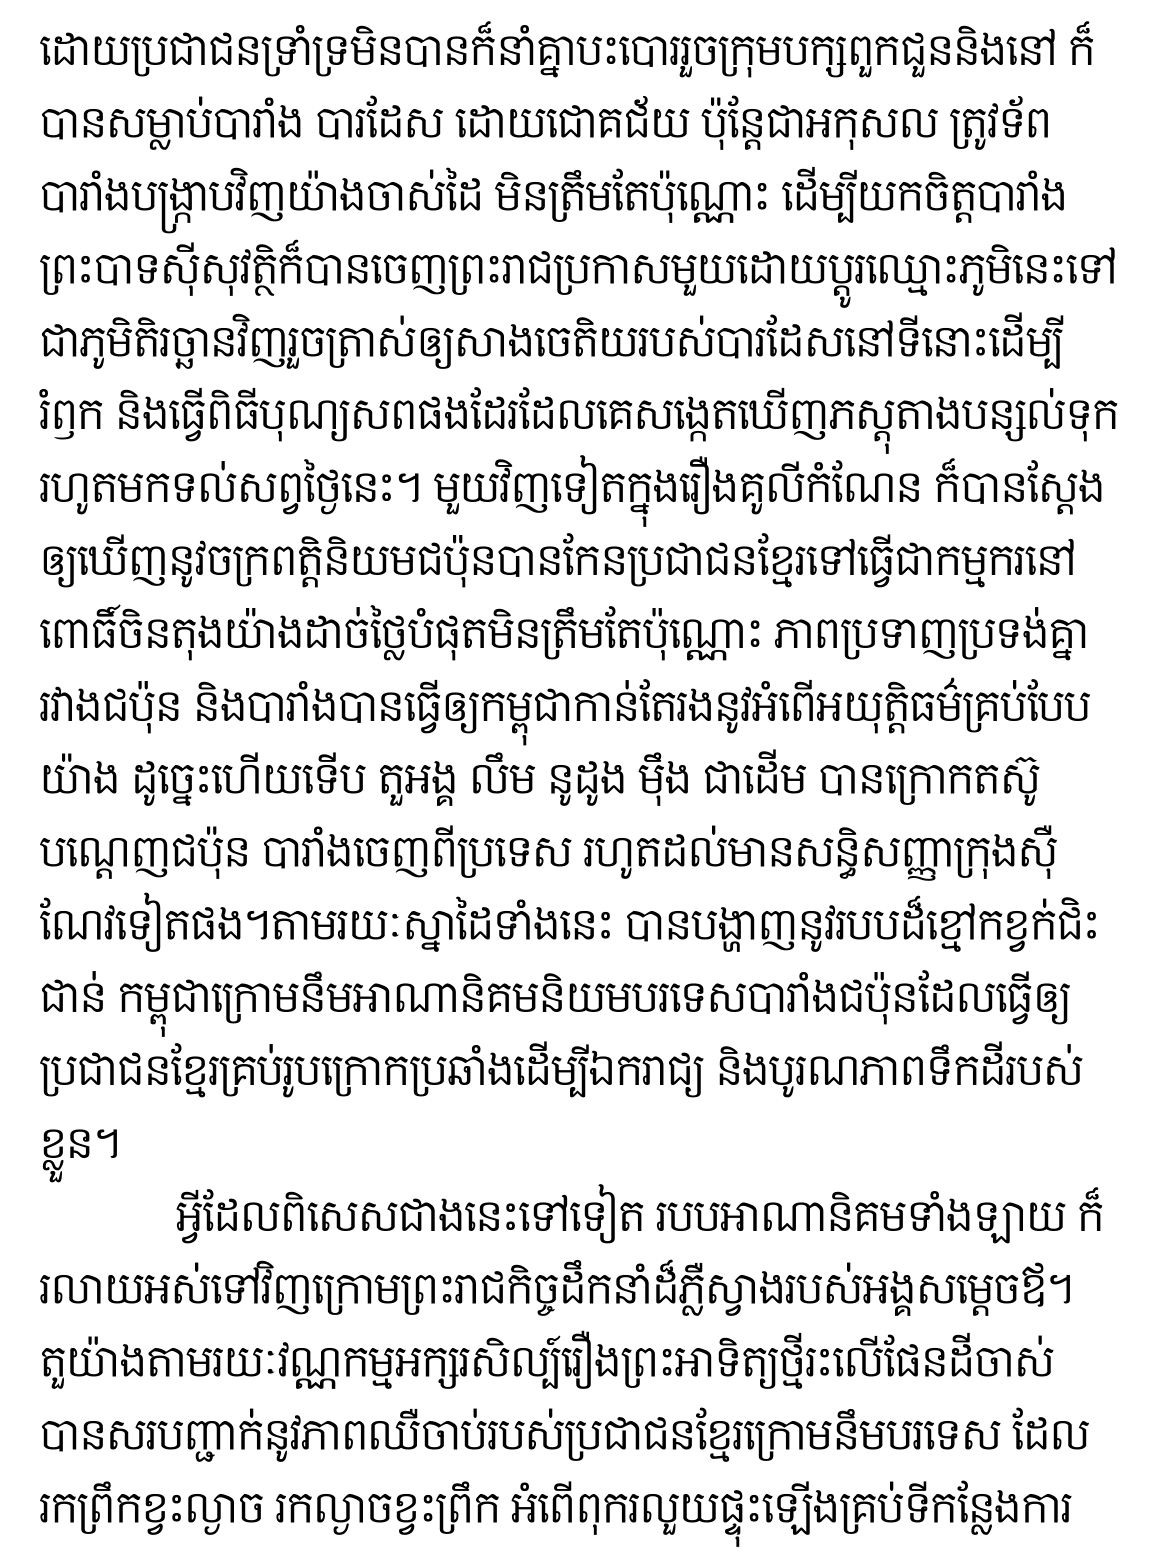 ដោយប្រជាជនទ្រាំទ្រមិនបានក៏នាំគ្នាបះបោររួចក្រុមបក្សពួកជួននិងនៅ ក៏
បានសម្លាប់បារាំង បារដែស ដោយជោគជ័យ ប៉ុន្តែជាអកុសល ត្រូវទ័ព
បារាំងបង្ក្រាបវិញយ៉ាងចាស់ដៃ មិនត្រឹមតែប៉ុណ្ណោះ ដើម្បីយកចិត្តបារាំង
ព្រះបាទស៊ីសុវត្ថិក៏បានចេញព្រះរាជប្រកាសមួយដោយប្តូរឈ្មោះភូមិនេះទៅ
ជាភូមិតិរច្ឆានវិញរួចត្រាស់ឲ្យសាងចេតិយរបស់បារដែសនៅទីនោះដើម្បី
រំឭក និងធ្វើពិធីបុណ្យសពផងដែរដែលគេសង្កេតឃើញភស្តុតាងបន្សល់ទុក
រហូតមកទល់សព្វថ្ងៃនេះ។ មួយវិញទៀតក្នុងរឿងគូលីកំណែន ក៏បានស្តែង
ឲ្យឃើញនូវចក្រពត្តិនិយមជប៉ុនបានកែនប្រជាជនខ្មែរទៅធ្វើជាកម្មករនៅ
ពោធិ៍ចិនតុងយ៉ាងដាច់ថ្លៃបំផុតមិនត្រឹមតែប៉ុណ្ណោះ ភាពប្រទាញប្រទង់គ្នា
រវាងជប៉ុន និងបារាំងបានធ្វើឲ្យកម្ពុជាកាន់តែរងនូវអំពើអយុត្តិធម៌គ្រប់បែប
យ៉ាង ដូច្នេះហើយទើប តួអង្គ លឹម នូដូង ម៉ឹង ជាដើម បានក្រោកតស៊ូ
បណ្តេញជប៉ុន បារាំងចេញពីប្រទេស រហូតដល់មានសន្ធិសញ្ញាក្រុងស៊ឺ
ណែវទៀតផង។តាមរយៈស្នាដៃទាំងនេះ បានបង្ហាញនូវរបបដ៏ខ្មៅកខ្វក់ជិះ
ជាន់ កម្ពុជាក្រោមនឹមអាណានិគមនិយមបរទេសបារាំងជប៉ុនដែលធ្វើឲ្យ
ប្រជាជនខ្មែរគ្រប់រូបក្រោកប្រឆាំងដើម្បីឯករាជ្យ និងបូរណភាពទឹកដីរបស់
ខ្លួន។
អ្វីដែលពិសេសជាងនេះទៅទៀត របបអាណានិគមទាំងឡាយ ក៏
រលាយអស់ទៅវិញក្រោមព្រះរាជកិច្ចដឹកនាំដ៏ភ្លឺស្វាងរបស់អង្គសម្តេចឪ។
តួយ៉ាងតាមរយៈវណ្ណកម្មអក្សរសិល្ប៍រឿងព្រះអាទិត្យថ្មីរះលើផែនដីចាស់
បានសរបញ្ជាក់នូវភាពឈឺចាប់របស់ប្រជាជនខ្មែរក្រោមនឹមបរទេស ដែល
រកព្រឹកខ្វះល្ងាច រកល្ងាចខ្វះព្រឹក អំពើពុករលួយផ្ទុះឡើងគ្រប់ទីកន្លែងការ